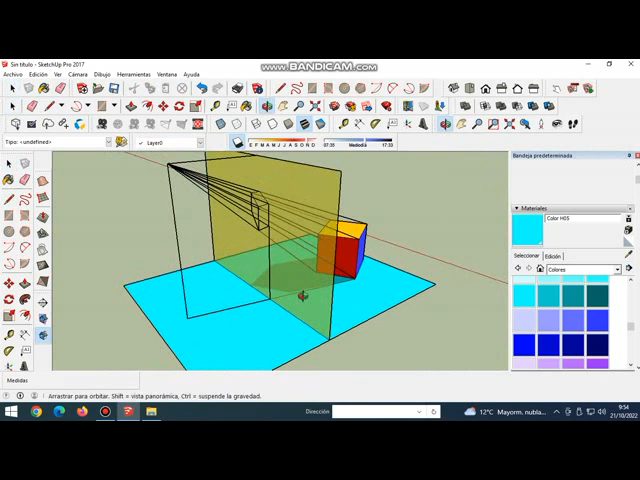 www.BANDICAM.com
Sin título - SketchUp Pro 2017
Archivo Edición Ver Cámara Dibujo Herramientas Ventana Ayuda
Tipo: <undefined>
Layer0
E F M A M J J A S O N D
07:35 Mediodía 17:33
Bandeja predeterminada
Materiales
Color H05
Seleccionar Edición
Colores
Medidas
Arrastrar para orbitar. Shift = vista panorámica, Ctrl = suspende la gravedad.
Dirección
12°C Mayorm. nubla...
9:54
21/10/2022